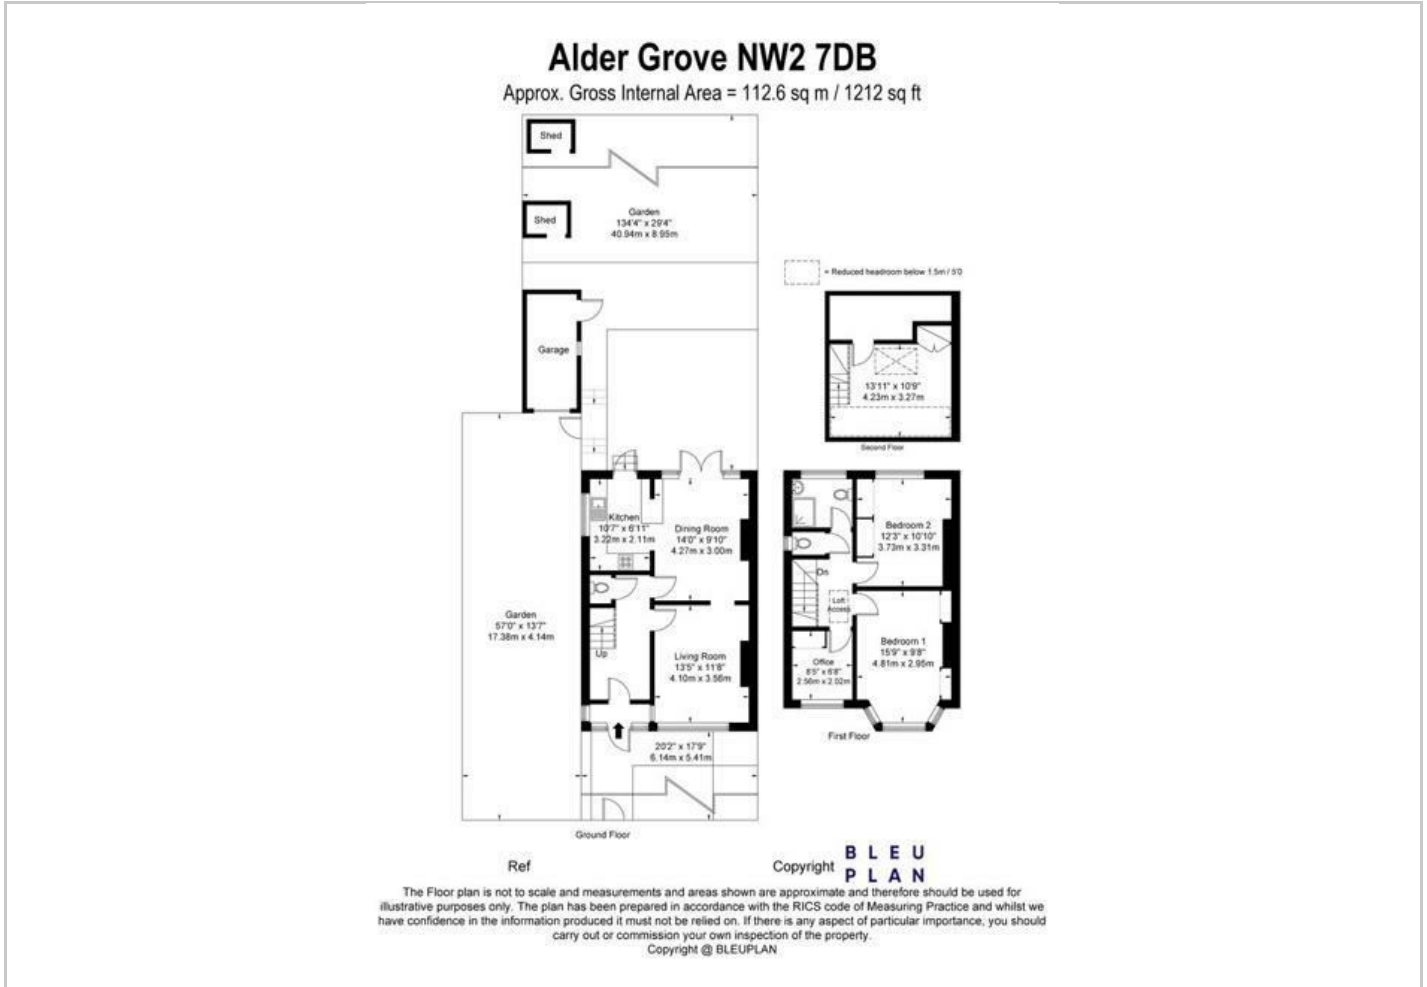 Alder Grove NW2 7DB
Approx. Gross Internal Area = 112.6 sq m / 1212 sq ft
Shed
Shed
Garden
134'4" x 29'4"
40.94m x 8.95m
= Reduced headroom below 1.5m / 5'0
Garage
13'11" x 10'9"
4.23m x 3.27m
Second Floor
Kitchen
10'7" x 6'11"
3.22m x 2.11m
Dining Room
14'0" x 9'10"
4.27m x 3.00m
Bedroom 2
12'3" x 10'10"
3.73m x 3.31m
Dn
Loft
Access
Garden
57'0" x 13'7"
17.38m x 4.14m
Up
Living Room
13'5" x 11'8"
4.10m x 3.56m
Office
8'5" x 6'8"
2.56m x 2.02m
Bedroom 1
15'9" x 9'8"
4.81m x 2.95m
First Floor
20'2" x 17'9"
6.14m x 5.41m
Ground Floor
Ref
Copyright
BLEU
PLAN
The Floor plan is not to scale and measurements and areas shown are approximate and therefore should be used for
illustrative purposes only. The plan has been prepared in accordance with the RICS code of Measuring Practice and whilst we
have confidence in the information produced it must not be relied on. If there is any aspect of particular importance, you should
carry out or commission your own inspection of the property.
Copyright @ BLEUPLAN